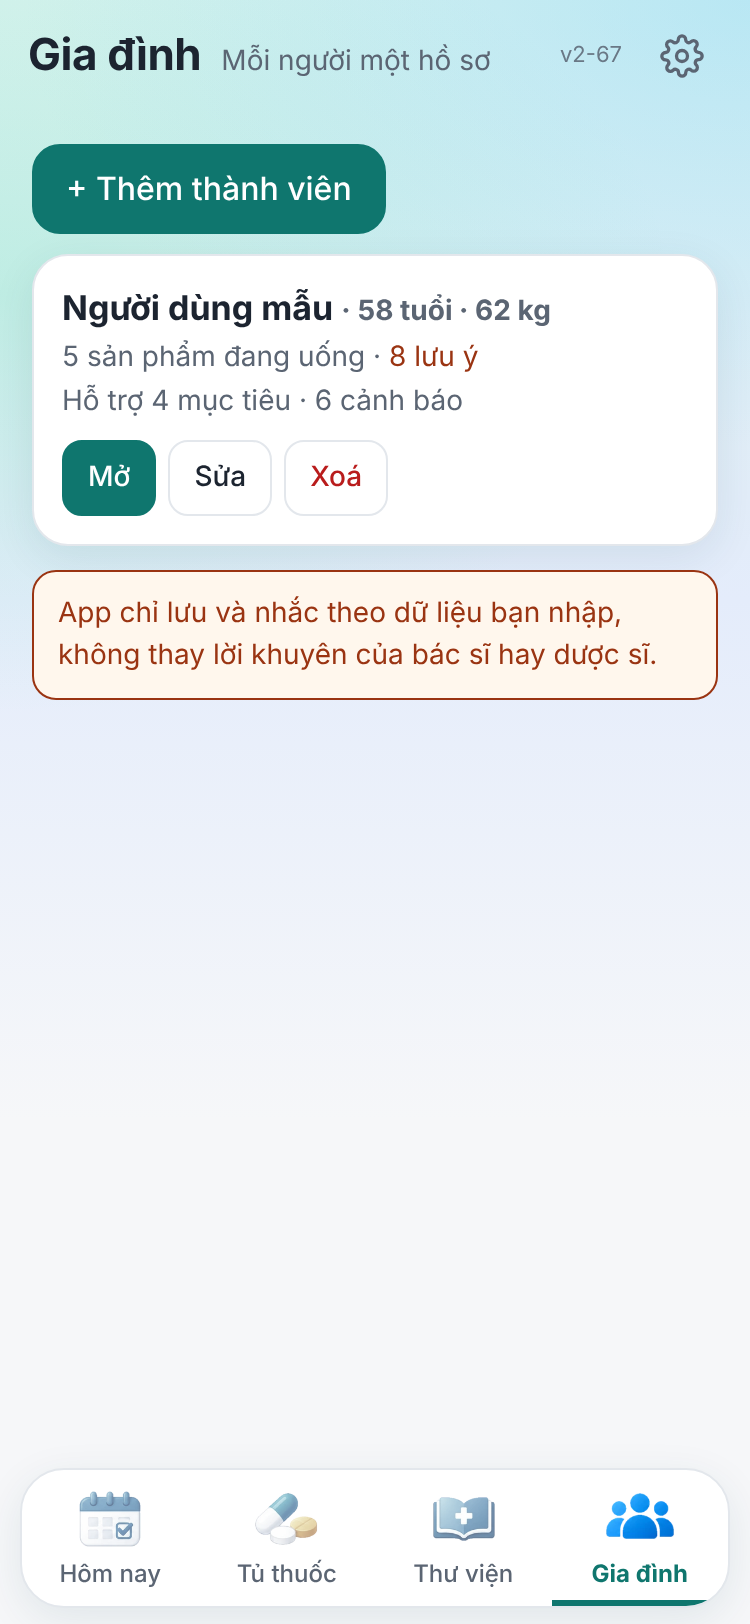 Gia đình Mỗi người một hồ sơ v2-67
+ Thêm thành viên
Người dùng mẫu · 58 tuổi · 62 kg
5 sản phẩm đang uống · 8 lưu ý
Hỗ trợ 4 mục tiêu · 6 cảnh báo
Mở Sửa Xoá
App chỉ lưu và nhắc theo dữ liệu bạn nhập,
không thay lời khuyên của bác sĩ hay dược sĩ.
Hôm nay Tủ thuốc Thư viện Gia đình